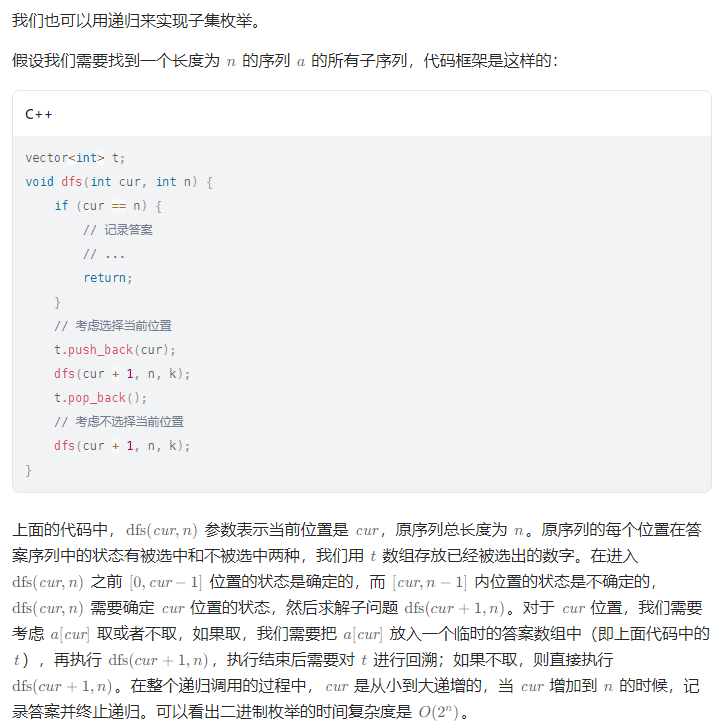 我们也可以用递归来实现子集枚举。
假设我们需要找到一个长度为 n 的序列 a 的所有子序列，代码框架是这样的：
C++
vector<int> t;
void dfs(int cur, int n) {
    if (cur == n) {
        // 记录答案
        // ...
        return;
    }
    // 考虑选择当前位置
    t.push_back(cur);
    dfs(cur + 1, n, k);
    t.pop_back();
    // 考虑不选择当前位置
    dfs(cur + 1, n, k);
}
上面的代码中，dfs(cur, n) 参数表示当前位置是 cur，原序列总长度为 n。原序列的每个位置在答
案序列中的状态有被选中和不被选中两种，我们用 t 数组存放已经被选出的数字。在进入
dfs(cur, n) 之前 [0, cur − 1] 位置的状态是确定的，而 [cur, n − 1] 内位置的状态是不确定的，
dfs(cur, n) 需要确定 cur 位置的状态，然后求解子问题 dfs(cur + 1, n)。对于 cur 位置，我们需要
考虑 a[cur] 取或者不取，如果取，我们需要把 a[cur] 放入一个临时的答案数组中（即上面代码中的
t），再执行 dfs(cur + 1, n)，执行结束后需要对 t 进行回溯；如果不取，则直接执行
dfs(cur + 1, n)。在整个递归调用的过程中，cur 是从小到大递增的，当 cur 增加到 n 的时候，记
录答案并终止递归。可以看出二进制枚举的时间复杂度是 O(2ⁿ)。